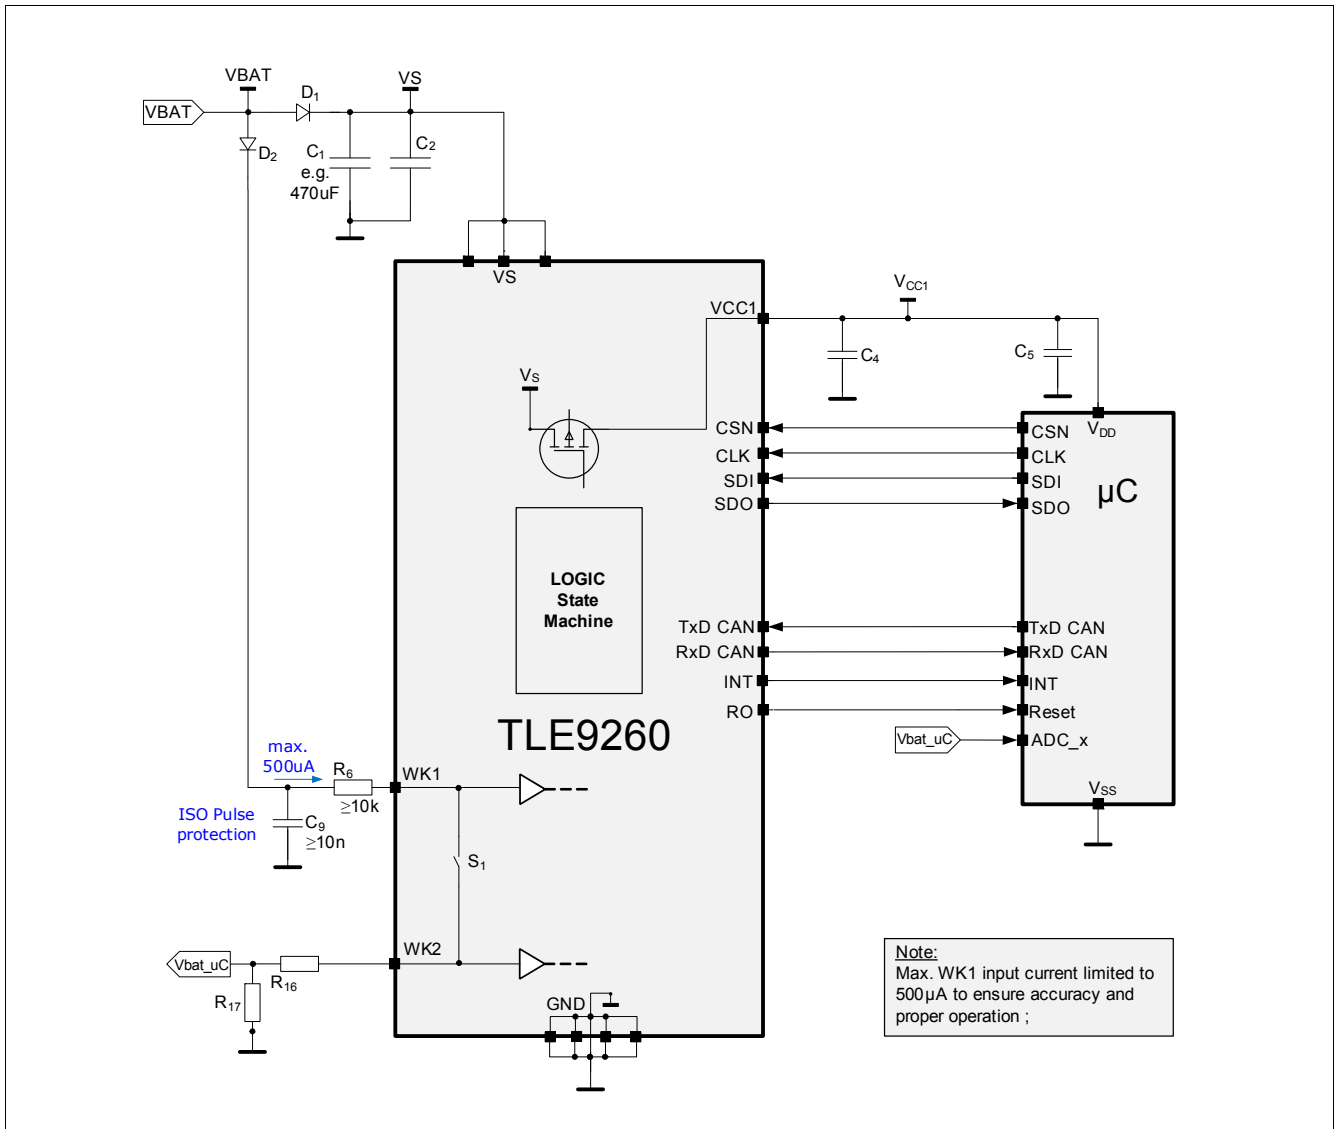 VBAT
VBAT
D1
VS
D2
C1
e.g.
470uF
C2
VS
VCC1
VCC1
C4
C5
VS
CSN
CLK
SDI
SDO
CSN
CLK
SDI
SDO
VDD
µC
LOGIC
State
Machine
TxD CAN
RxD CAN
INT
RO
TxD CAN
RxD CAN
INT
Reset
ADC_x
Vbat_uC
VSS
TLE9260
max.
500uA
R6
≥10k
WK1
ISO Pulse
protection
C9
≥10n
S1
WK2
Vbat_uC
R16
R17
GND
Note:
Max. WK1 input current limited to
500µA to ensure accuracy and
proper operation ;